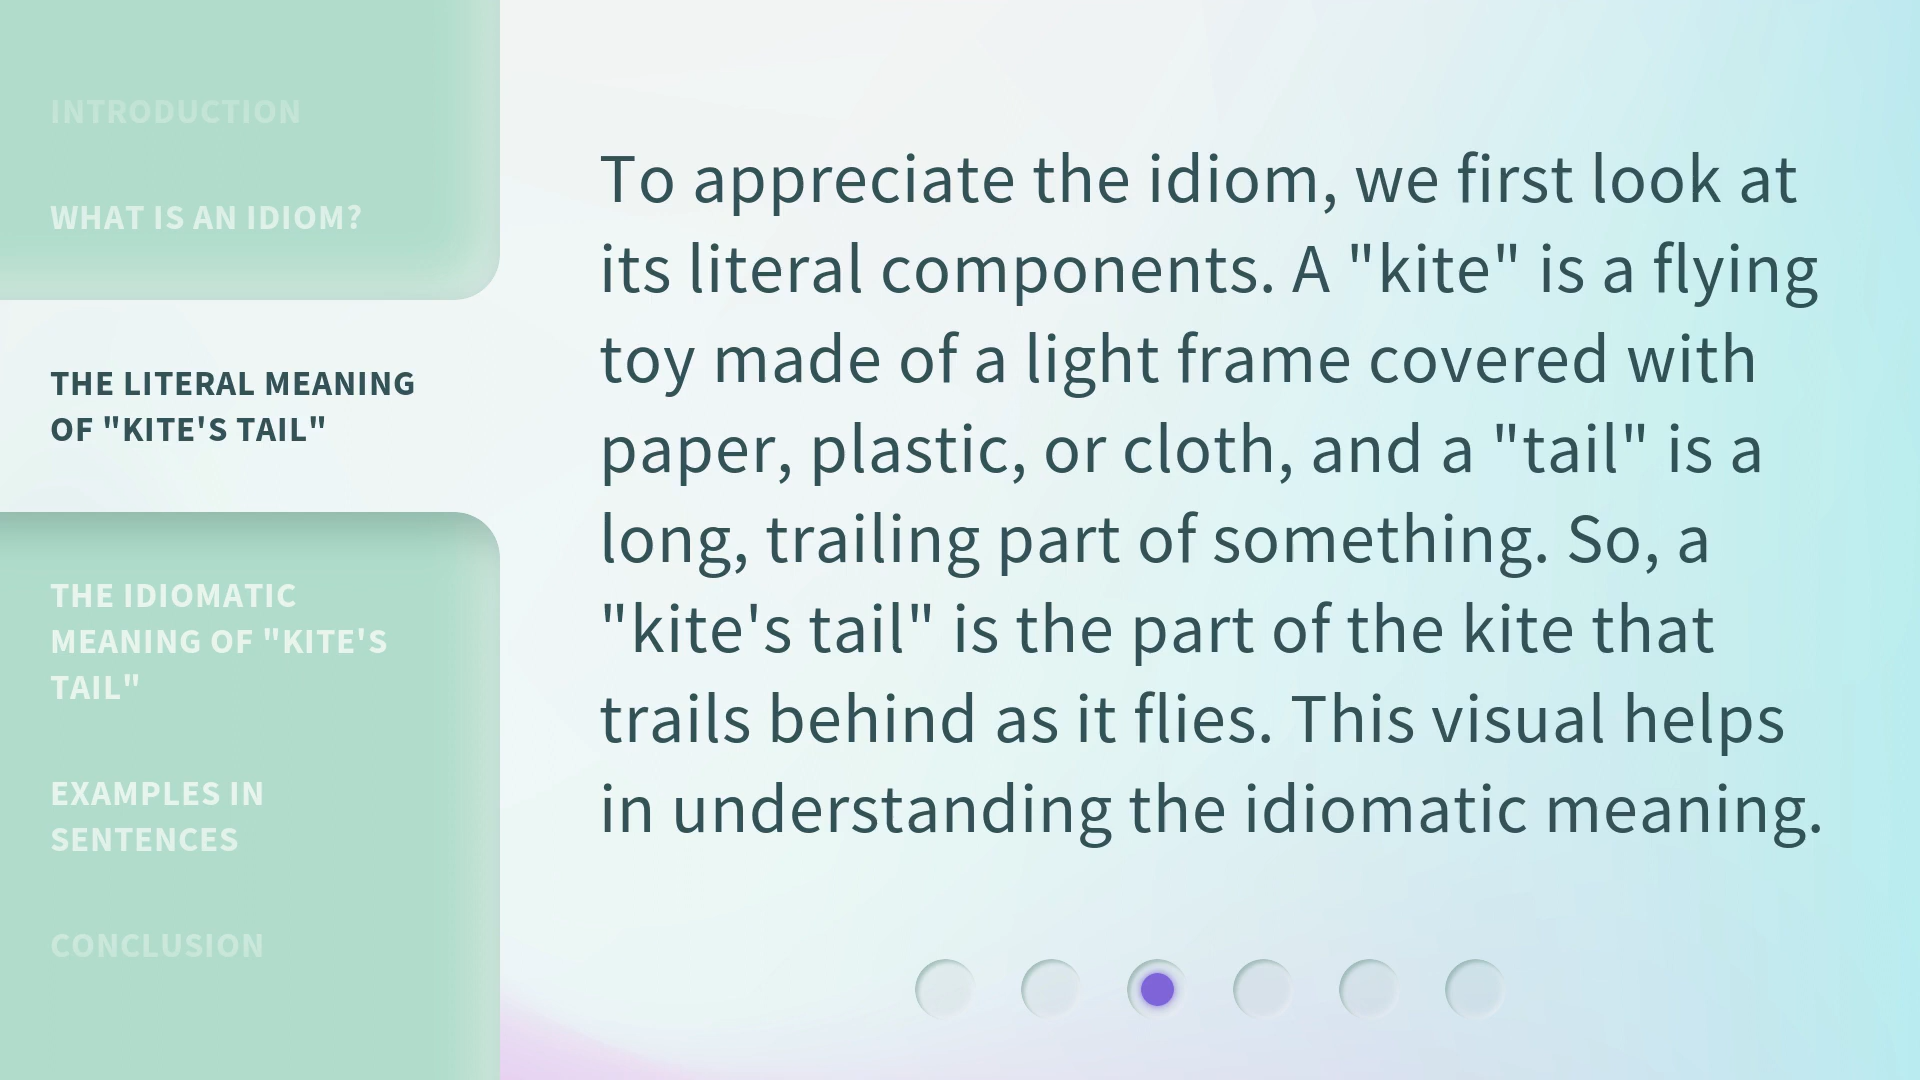 INTRODUCTION
WHAT IS AN IDIOM?
THE LITERAL MEANING
OF "KITE'S TAIL"
THE IDIOMATIC
MEANING OF "KITE'S
TAIL"
EXAMPLES IN
SENTENCES
CONCLUSION
To appreciate the idiom, we first look at
its literal components. A "kite" is a flying
toy made of a light frame covered with
paper, plastic, or cloth, and a "tail" is a
long, trailing part of something. So, a
"kite's tail" is the part of the kite that
trails behind as it flies. This visual helps
in understanding the idiomatic meaning.